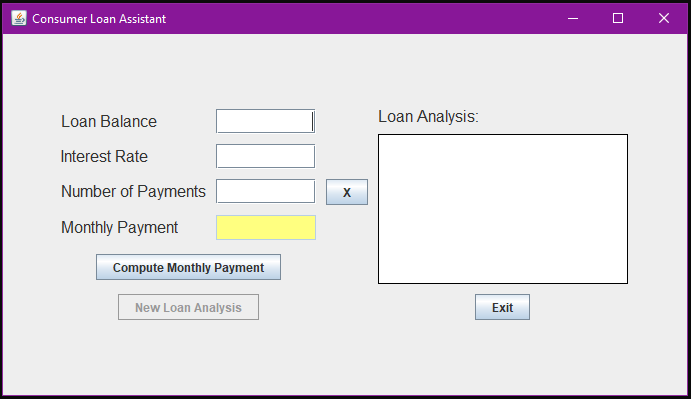 Consumer Loan Assistant
Loan Balance
Interest Rate
Number of Payments
X
Monthly Payment
Compute Monthly Payment
New Loan Analysis
Loan Analysis:
Exit